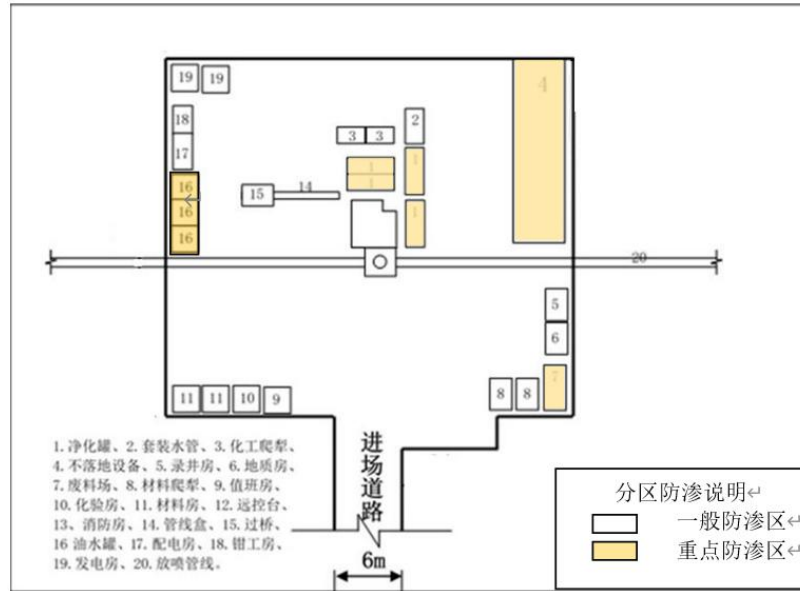 19 19
18
17
16
16
16
15
14
3 3
2
1
1
1
1
4
20
5
6
7
8 8
11 11 10 9
进场道路
6m
1. 净化罐、2. 套装水管、3. 化工爬犁、
4. 不落地设备、5. 录井房、6. 地质房、
7. 废料场、8. 材料爬犁、9. 值班房、
10. 化验房、11. 材料房、12. 远控台、
13、消防房、14. 管线盒、15. 过桥、
16 油水罐、17. 配电房、18. 钳工房、
19. 发电房、20. 放喷管线.
分区防渗说明↵
一般防渗区↵
重点防渗区↵